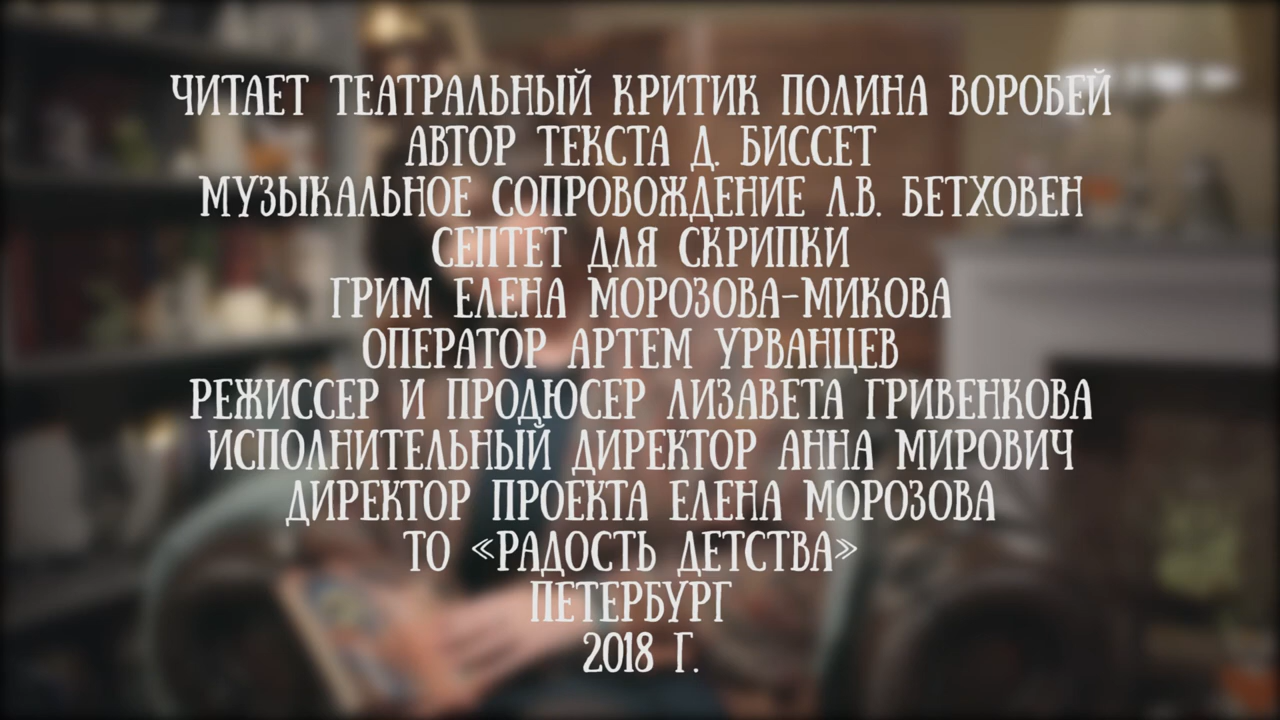 ЧИТАЕТ ТЕАТРАЛЬНЫЙ КРИТИК ПОЛИНА ВОРОБЕЙ
АВТОР ТЕКСТА Д. БИССЕТ
МУЗЫКАЛЬНОЕ СОПРОВОЖДЕНИЕ Л.В. БЕТХОВЕН
СЕПТЕТ ДЛЯ СКРИПКИ
ГРИМ ЕЛЕНА МОРОЗОВА-МИКОВА
ОПЕРАТОР АРТЕМ УРВАНЦЕВ
РЕЖИССЕР И ПРОДЮСЕР ЛИЗАВЕТА ГРИВЕНКОВА
ИСПОЛНИТЕЛЬНЫЙ ДИРЕКТОР АННА МИРОВИЧ
ДИРЕКТОР ПРОЕКТА ЕЛЕНА МОРОЗОВА
ТО «РАДОСТЬ ДЕТСТВА»
ПЕТЕРБУРГ
2018 Г.